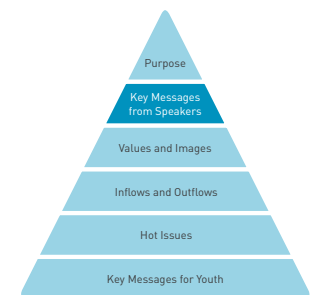 Purpose
Key Messages
from Speakers
Values and Images
Inflows and Outflows
Hot Issues
Key Messages for Youth